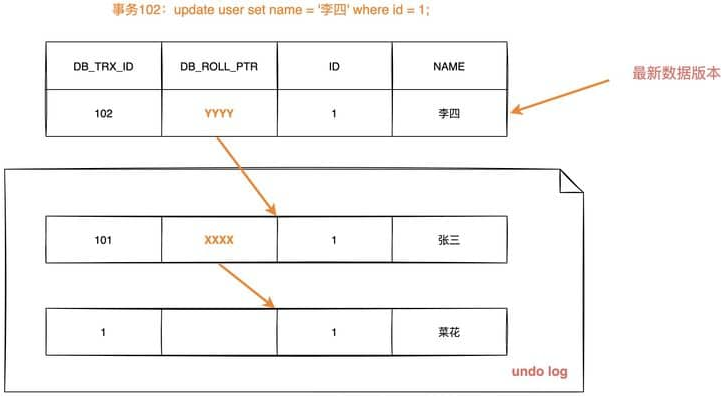 事务102：update user set name = '李四' where id = 1;
最新数据版本
DB_TRX_ID DB_ROLL_PTR ID NAME
102 YYYY 1 李四
101 XXXX 1 张三
1 1 菜花
undo log